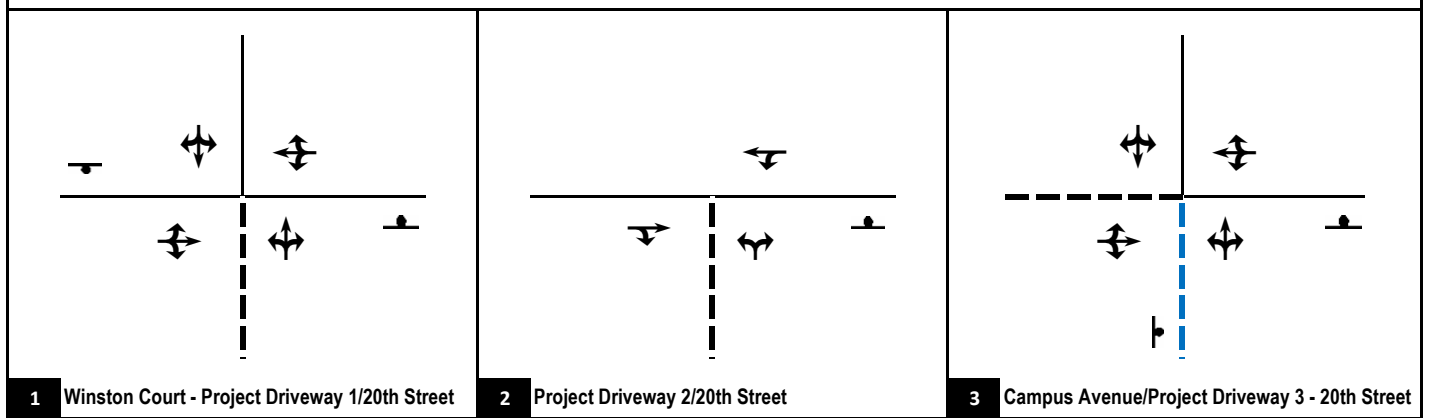 1 Winston Court - Project Driveway 1/20th Street
2 Project Driveway 2/20th Street
3 Campus Avenue/Project Driveway 3 - 20th Street